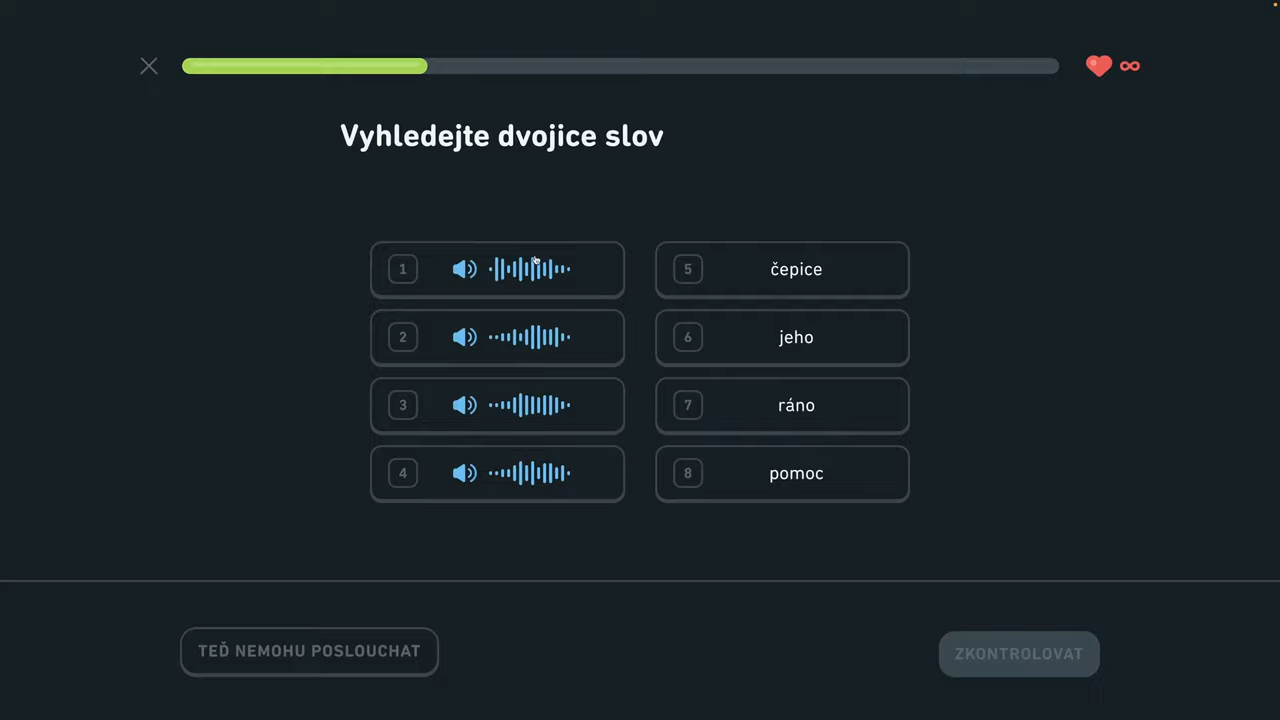 Vyhledejte dvojice slov
1
5 čepice
2
6 jeho
3
7 ráno
4
8 pomoc
TEĎ NEMOHU POSLOUCHAT
ZKONTROLOVAT